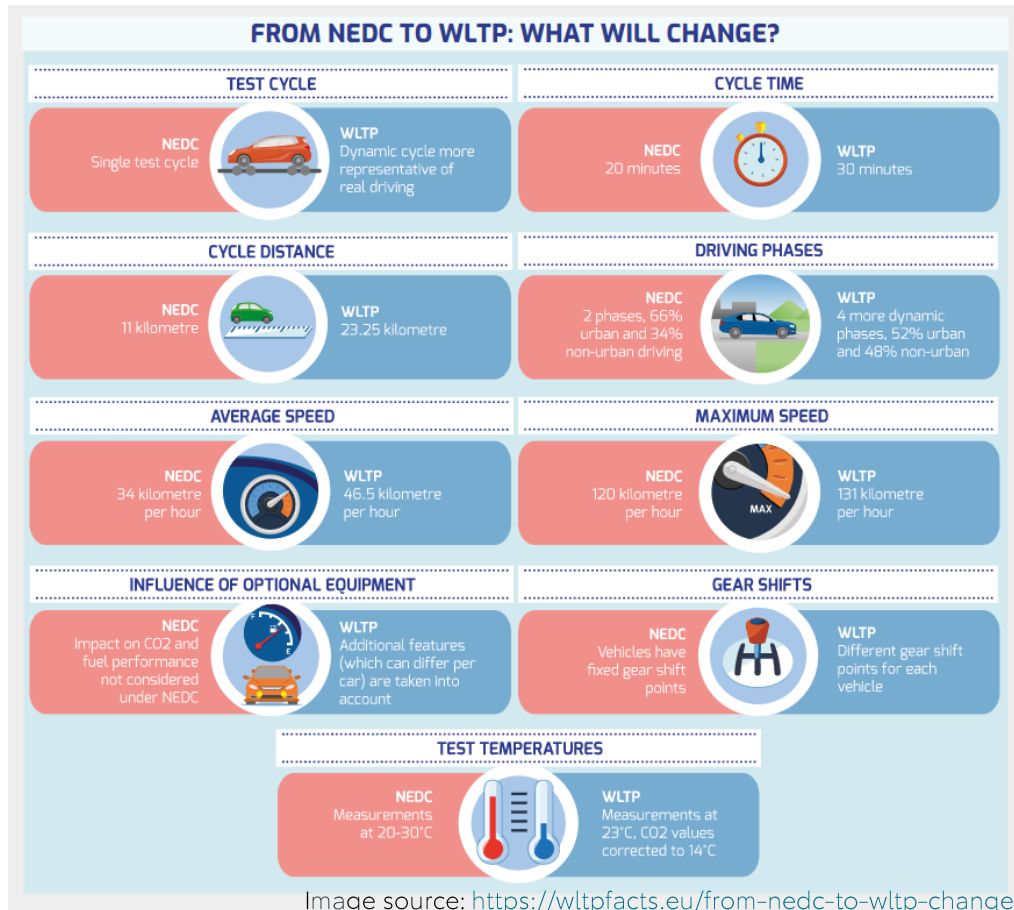 FROM NEDC TO WLTP: WHAT WILL CHANGE?
TEST CYCLE
NEDC
Single test cycle
WLTP
Dynamic cycle more
representative of
real driving
CYCLE TIME
NEDC
20 minutes
WLTP
30 minutes
CYCLE DISTANCE
NEDC
11 kilometre
WLTP
23.25 kilometre
DRIVING PHASES
NEDC
2 phases, 66%
urban and 34%
non-urban driving
WLTP
4 more dynamic
phases, 52% urban
and 48% non-urban
AVERAGE SPEED
NEDC
34 kilometre
per hour
WLTP
46.5 kilometre
per hour
MAXIMUM SPEED
NEDC
120 kilometre
per hour
MAX
WLTP
131 kilometre
per hour
INFLUENCE OF OPTIONAL EQUIPMENT
NEDC
Impact on CO2 and
fuel performance
not considered
under NEDC
F
E
WLTP
Additional features
(which can differ per
car) are taken into
account
GEAR SHIFTS
NEDC
Vehicles have
fixed gear shift
points
WLTP
Different gear shift
points for each
vehicle
TEST TEMPERATURES
NEDC
Measurements
at 20-30°C
WLTP
Measurements at
23°C, CO2 values
corrected to 14°C
Image source: https://wltpfacts.eu/from-nedc-to-wltp-change